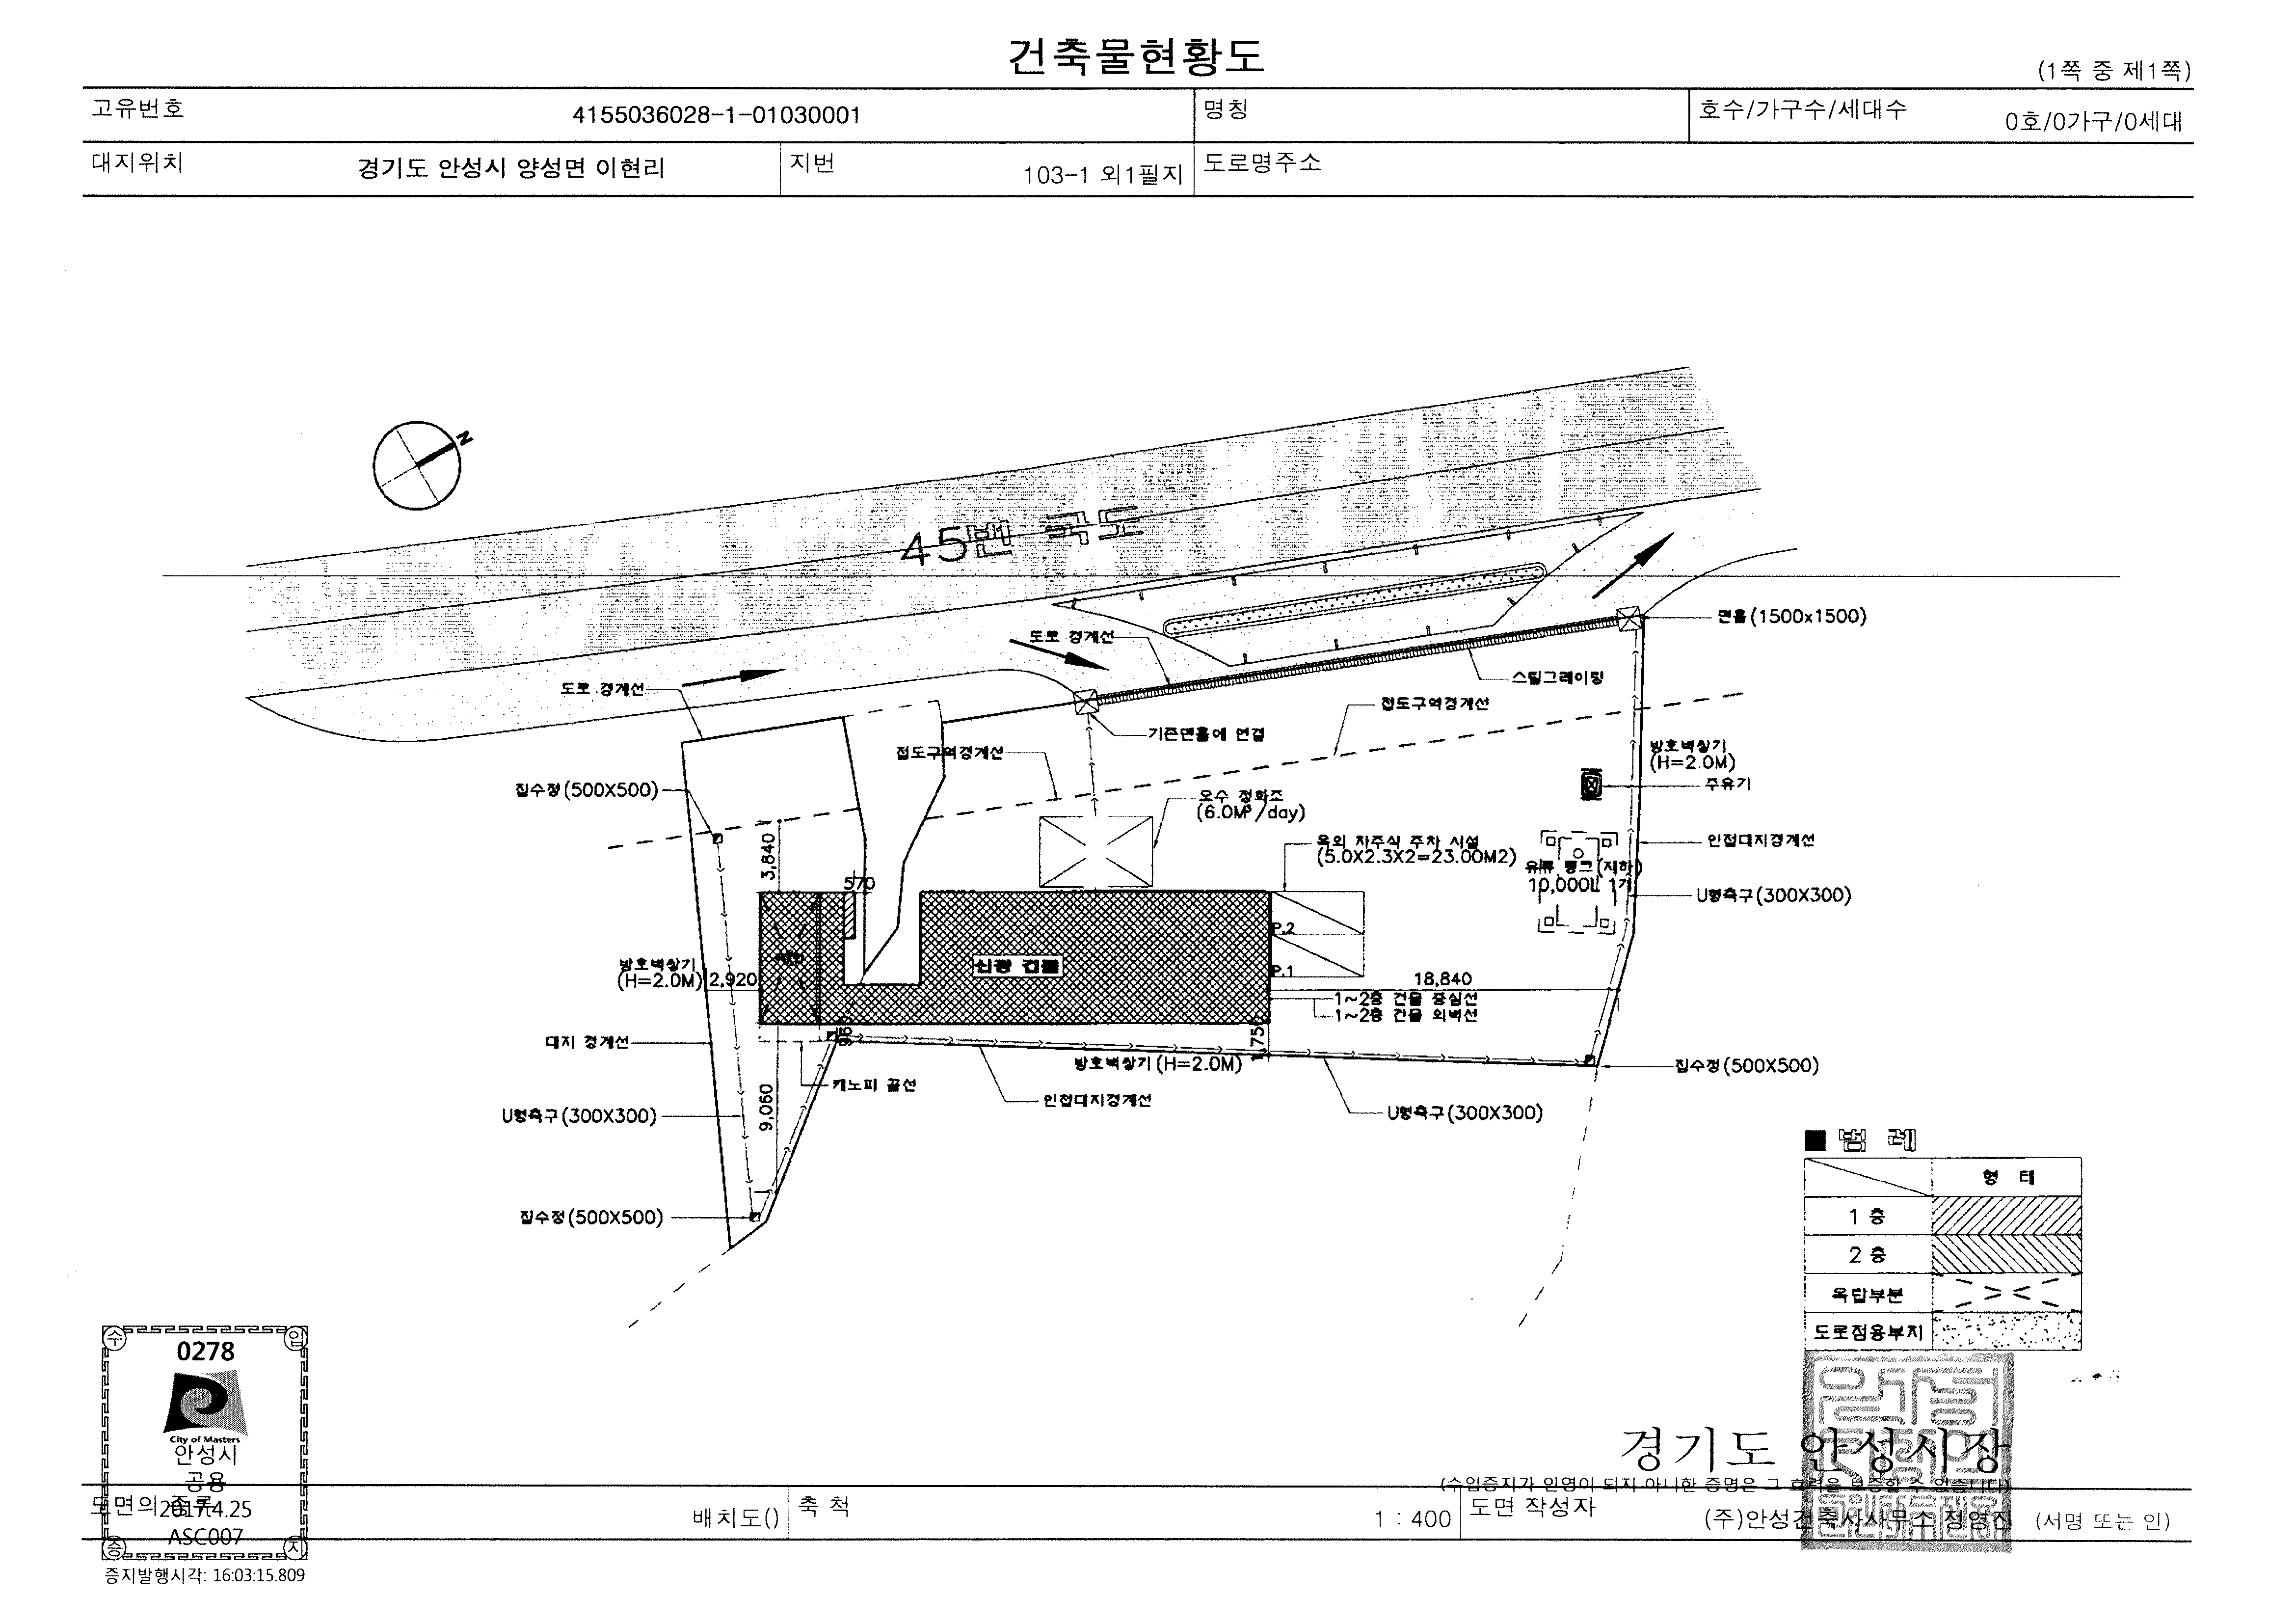 건축물현황도
(1쪽 중 제1쪽)
고유번호
4155036028-1-01030001
명칭
호수/가구수/세대수
0호/0가구/0세대
대지위치
경기도 안성시 양성면 이현리
지번
103-1 외1필지
도로명주소
N
45번 국도
맨홀(1500x1500)
도로 경계선
스틸그레이팅
도로 경계선
접도구역경계선
기존맨홀에 연결
접도구역경계선
방호벽쌓기
(H=2.0M)
주유기
집수정(500X500)
오수 정화조
(6.0M³/day)
3,840
옥외 자주식 주차 시설
(5.0X2.3X2=23.00M2)
인접대지경계선
유류 탱크(지하)
10,000L 1기
570
U형측구(300X300)
P.2
신청 건물
방호벽쌓기
(H=2.0M)
2,920
P.1
18,840
1~2층 건물 중심선
1~2층 건물 외벽선
대지 경계선
960
1,750
방호벽쌓기(H=2.0M)
집수정(500X500)
캐노피 끝선
인접대지경계선
U형측구(300X300)
9,060
U형측구(300X300)
집수정(500X500)
■ 범 례
형 태
1 층
2 층
옥탑부분
도로점용부지
수 입
0278
City of Masters
안성시
공용
2017.4.25
ASC007
증 지
증지발행시각: 16:03:15.809
경기도 안성시장
(수입증지가 인영이 되지 아니한 증명은 그 효력을 보증할 수 없습니다)
도면의 종류
배치도()
축 척
1 : 400
도면 작성자
(주)안성건축사사무소 정영진
(서명 또는 인)